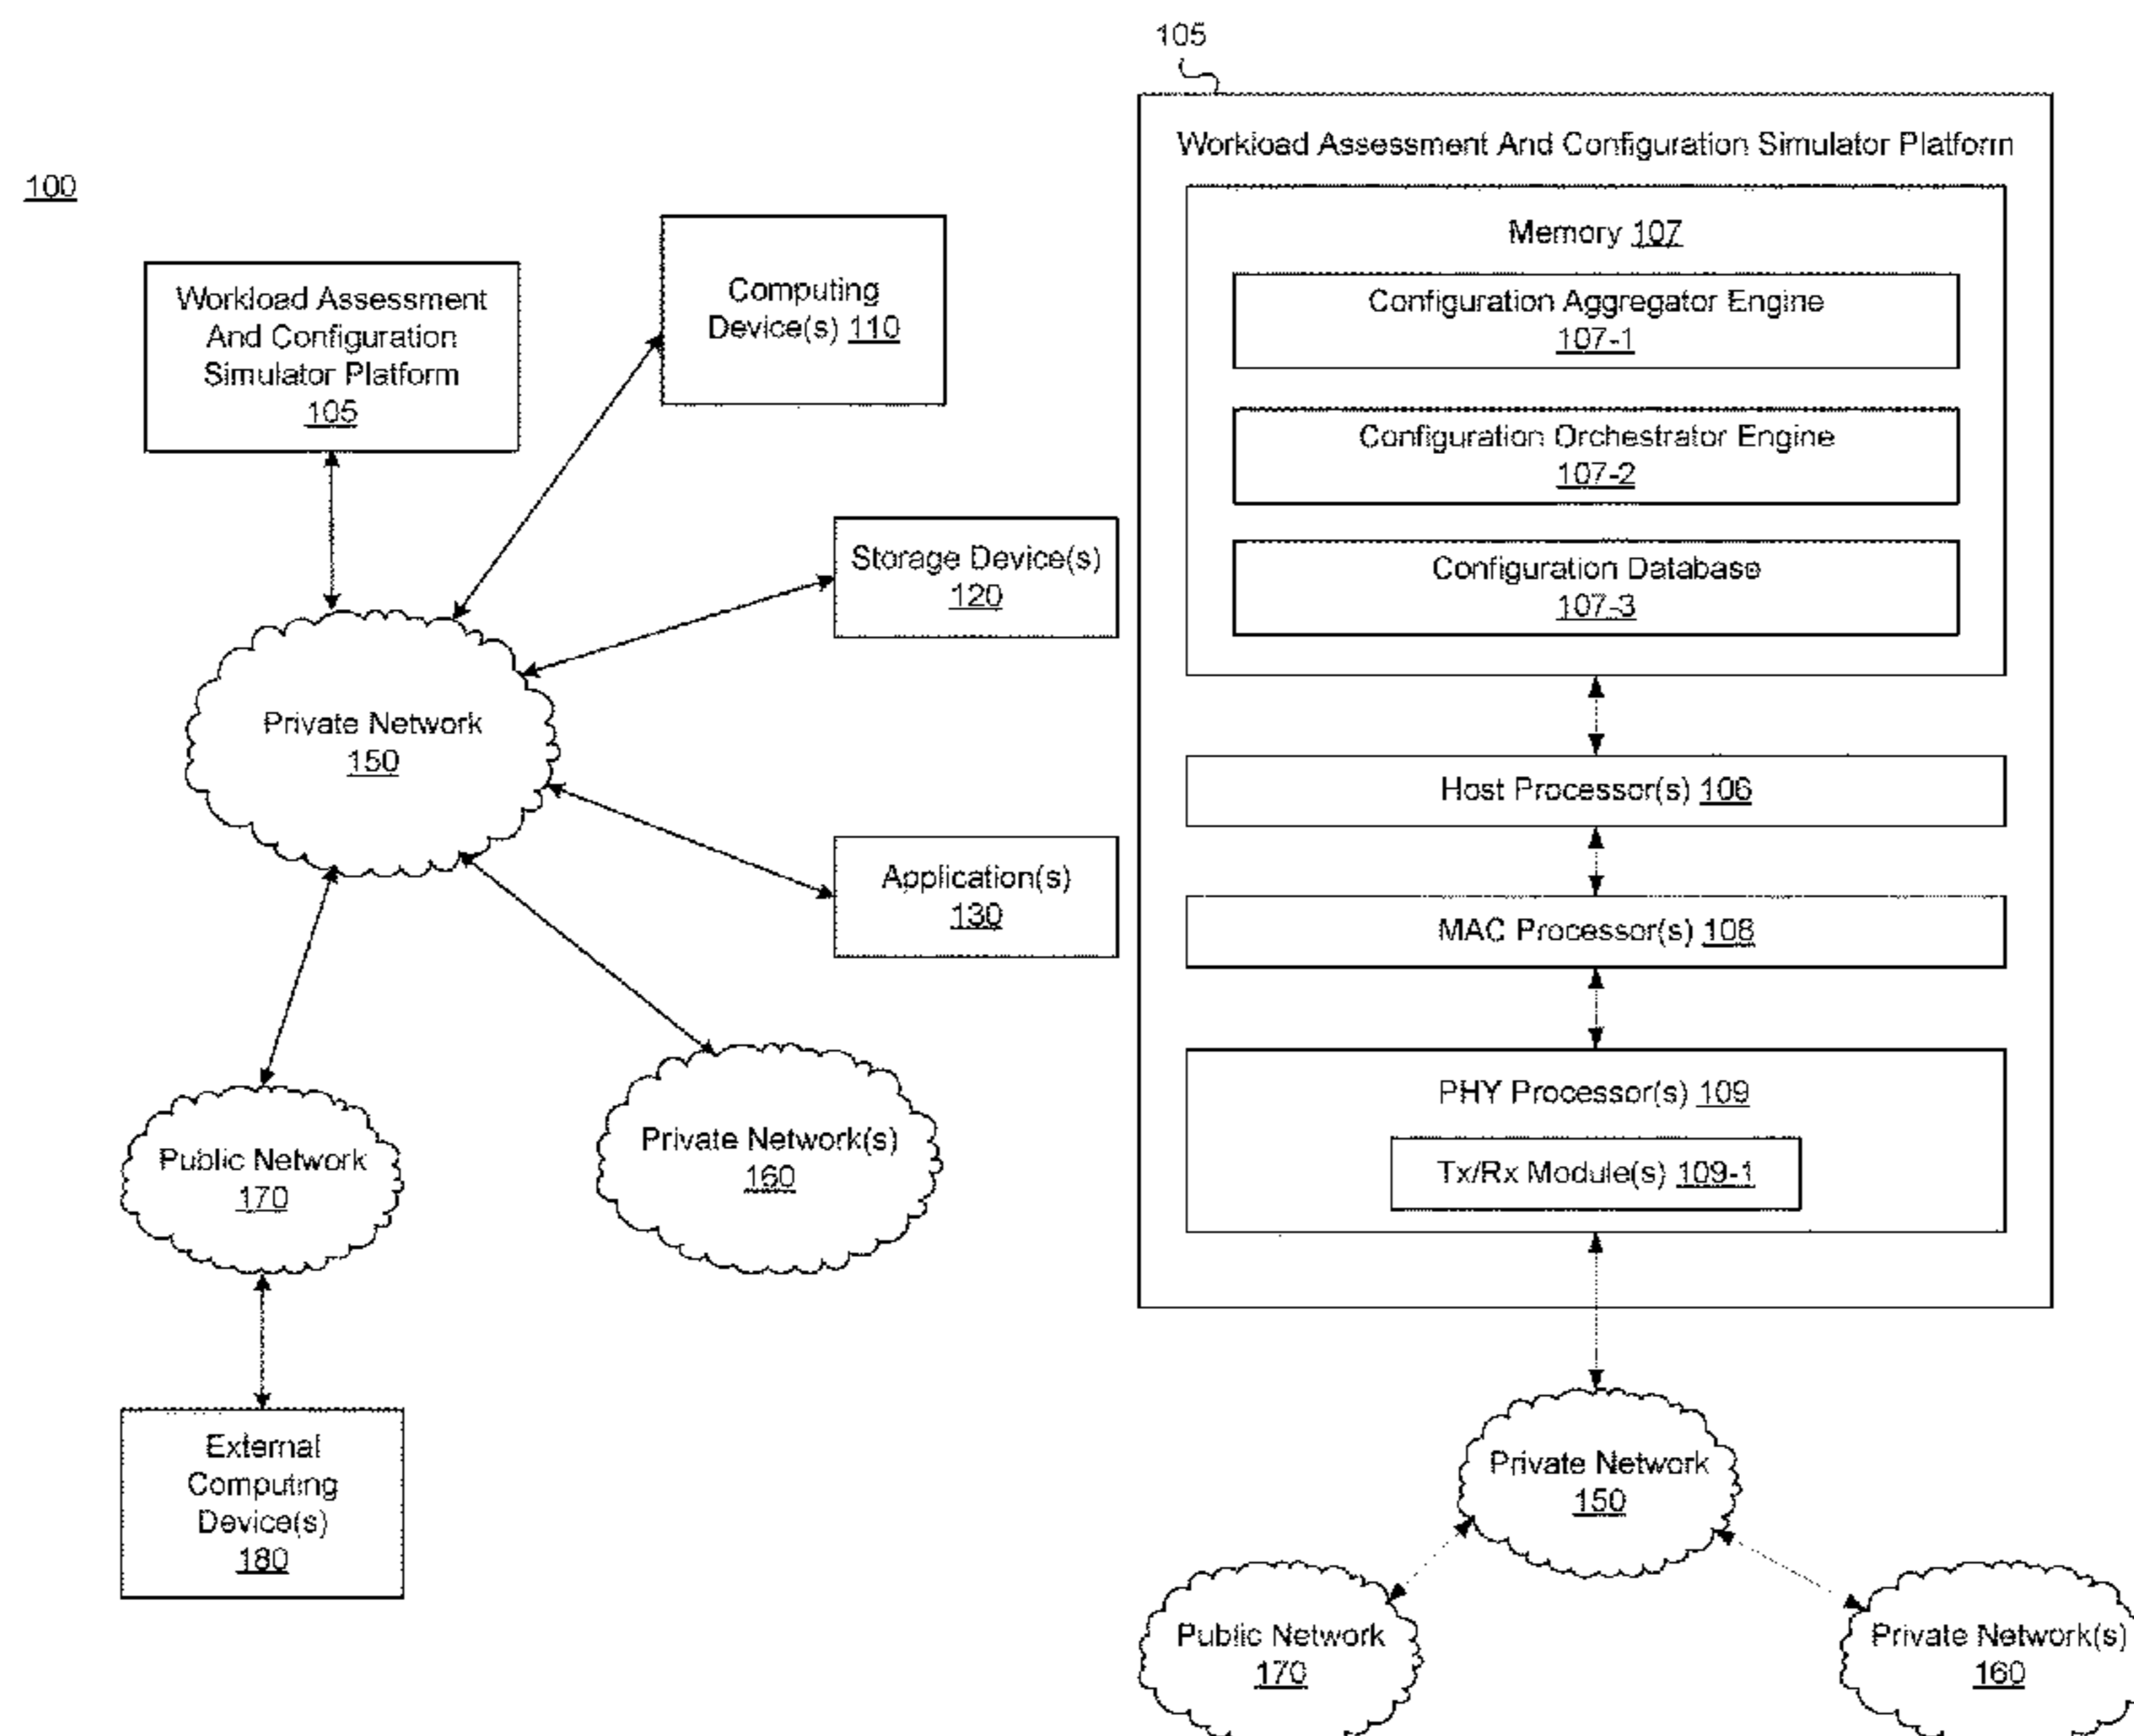 100
Workload Assessment
And Configuration
Simulator Platform
105
Computing
Device(s) 110
Storage Device(s)
120
Private Network
150
Application(s)
130
Public Network
170
Private Network(s)
160
External
Computing
Device(s)
180
105
Workload Assessment And Configuration Simulator Platform
Memory 107
Configuration Aggregator Engine
107-1
Configuration Orchestrator Engine
107-2
Configuration Database
107-3
Host Processor(s) 106
MAC Processor(s) 108
PHY Processor(s) 109
Tx/Rx Module(s) 109-1
Private Network
150
Public Network
170
Private Network(s)
160